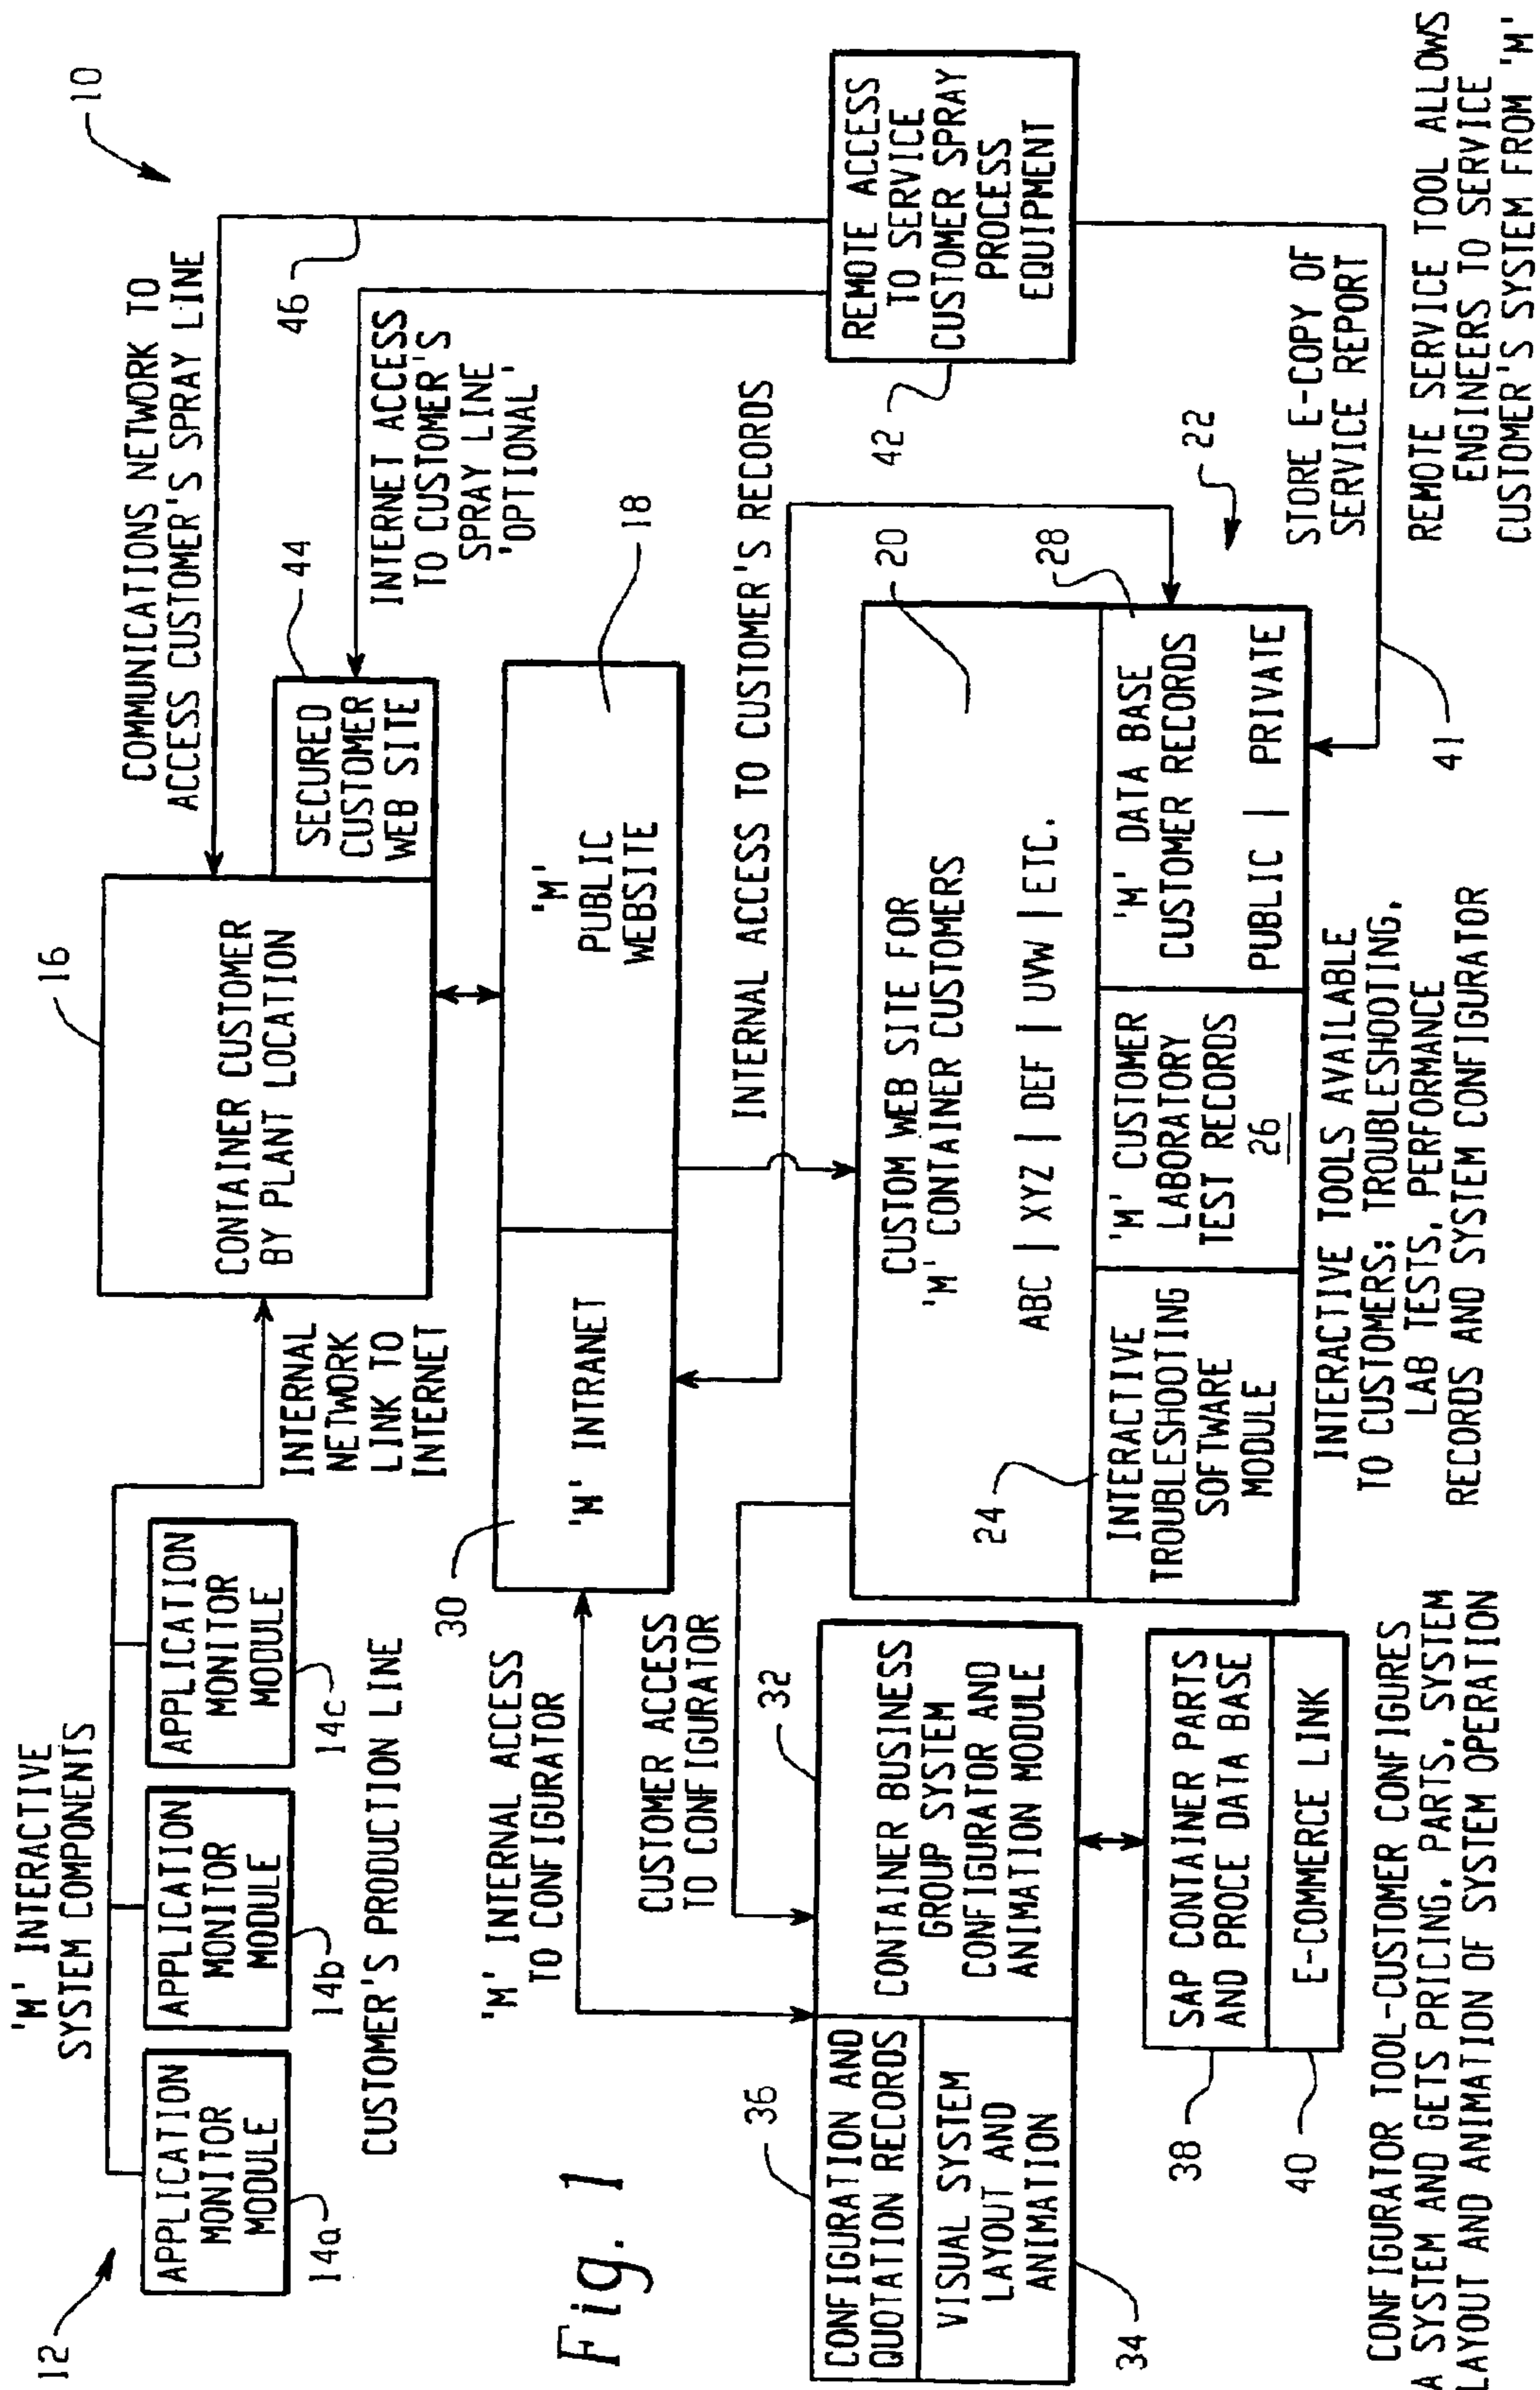 'M' INTERACTIVE
SYSTEM COMPONENTS
12
APPLICATION
MONITOR
MODULE
14a
APPLICATION
MONITOR
MODULE
14b
APPLICATION
MONITOR
MODULE
14c
CUSTOMER'S PRODUCTION LINE
INTERNAL
NETWORK
LINK TO
INTERNET
16
CONTAINER CUSTOMER
BY PLANT LOCATION
COMMUNICATIONS NETWORK TO
ACCESS CUSTOMER'S SPRAY LINE
10
46
44
SECURED
CUSTOMER
WEB SITE
INTERNET ACCESS
TO CUSTOMER'S
SPRAY LINE
'OPTIONAL'
Fig. 1
'M' INTERNAL ACCESS
TO CONFIGURATOR
30
'M' INTRANET
'M'
PUBLIC
WEBSITE
18
CUSTOMER ACCESS
TO CONFIGURATOR
INTERNAL ACCESS TO CUSTOMER'S RECORDS
REMOTE ACCESS
TO SERVICE
CUSTOMER SPRAY
PROCESS
EQUIPMENT
42
36
CONFIGURATION AND
QUOTATION RECORDS
VISUAL SYSTEM
LAYOUT AND
ANIMATION
34
32
CONTAINER BUSINESS
GROUP SYSTEM
CONFIGURATOR AND
ANIMATION MODULE
SAP CONTAINER PARTS
AND PROCE DATA BASE
38
E-COMMERCE LINK
40
CUSTOM WEB SITE FOR
'M' CONTAINER CUSTOMERS
20
ABC | XYZ | DEF | UVW | ETC.
22
24
INTERACTIVE
TROUBLESHOOTING
SOFTWARE
MODULE
'M' CUSTOMER
LABORATORY
TEST RECORDS
26
28
'M' DATA BASE
CUSTOMER RECORDS
PUBLIC | PRIVATE
STORE E-COPY OF
SERVICE REPORT
41
CONFIGURATOR TOOL-CUSTOMER CONFIGURES
A SYSTEM AND GETS PRICING, PARTS, SYSTEM
LAYOUT AND ANIMATION OF SYSTEM OPERATION
INTERACTIVE TOOLS AVAILABLE
TO CUSTOMERS: TROUBLESHOOTING,
LAB TESTS, PERFORMANCE
RECORDS AND SYSTEM CONFIGURATOR
REMOTE SERVICE TOOL ALLOWS
ENGINEERS TO SERVICE
CUSTOMER'S SYSTEM FROM 'M'